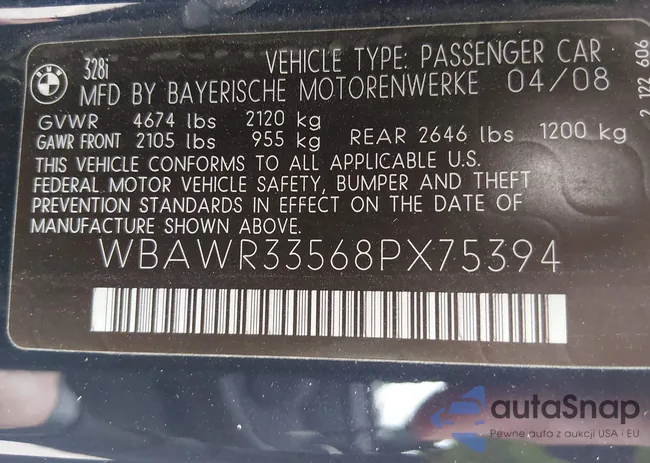 BMW
328i
VEHICLE TYPE: PASSENGER CAR
MFD BY BAYERISCHE MOTORENWERKE 04/08
GVWR 4674 lbs 2120 kg
GAWR FRONT 2105 lbs 955 kg REAR 2646 lbs 1200 kg
THIS VEHICLE CONFORMS TO ALL APPLICABLE U.S.
FEDERAL MOTOR VEHICLE SAFETY, BUMPER AND THEFT
PREVENTION STANDARDS IN EFFECT ON THE DATE OF
MANUFACTURE SHOWN ABOVE.
WBAWR33568PX75394
2 122 606
autaSnap
Pewne auta z aukcji USA i EU